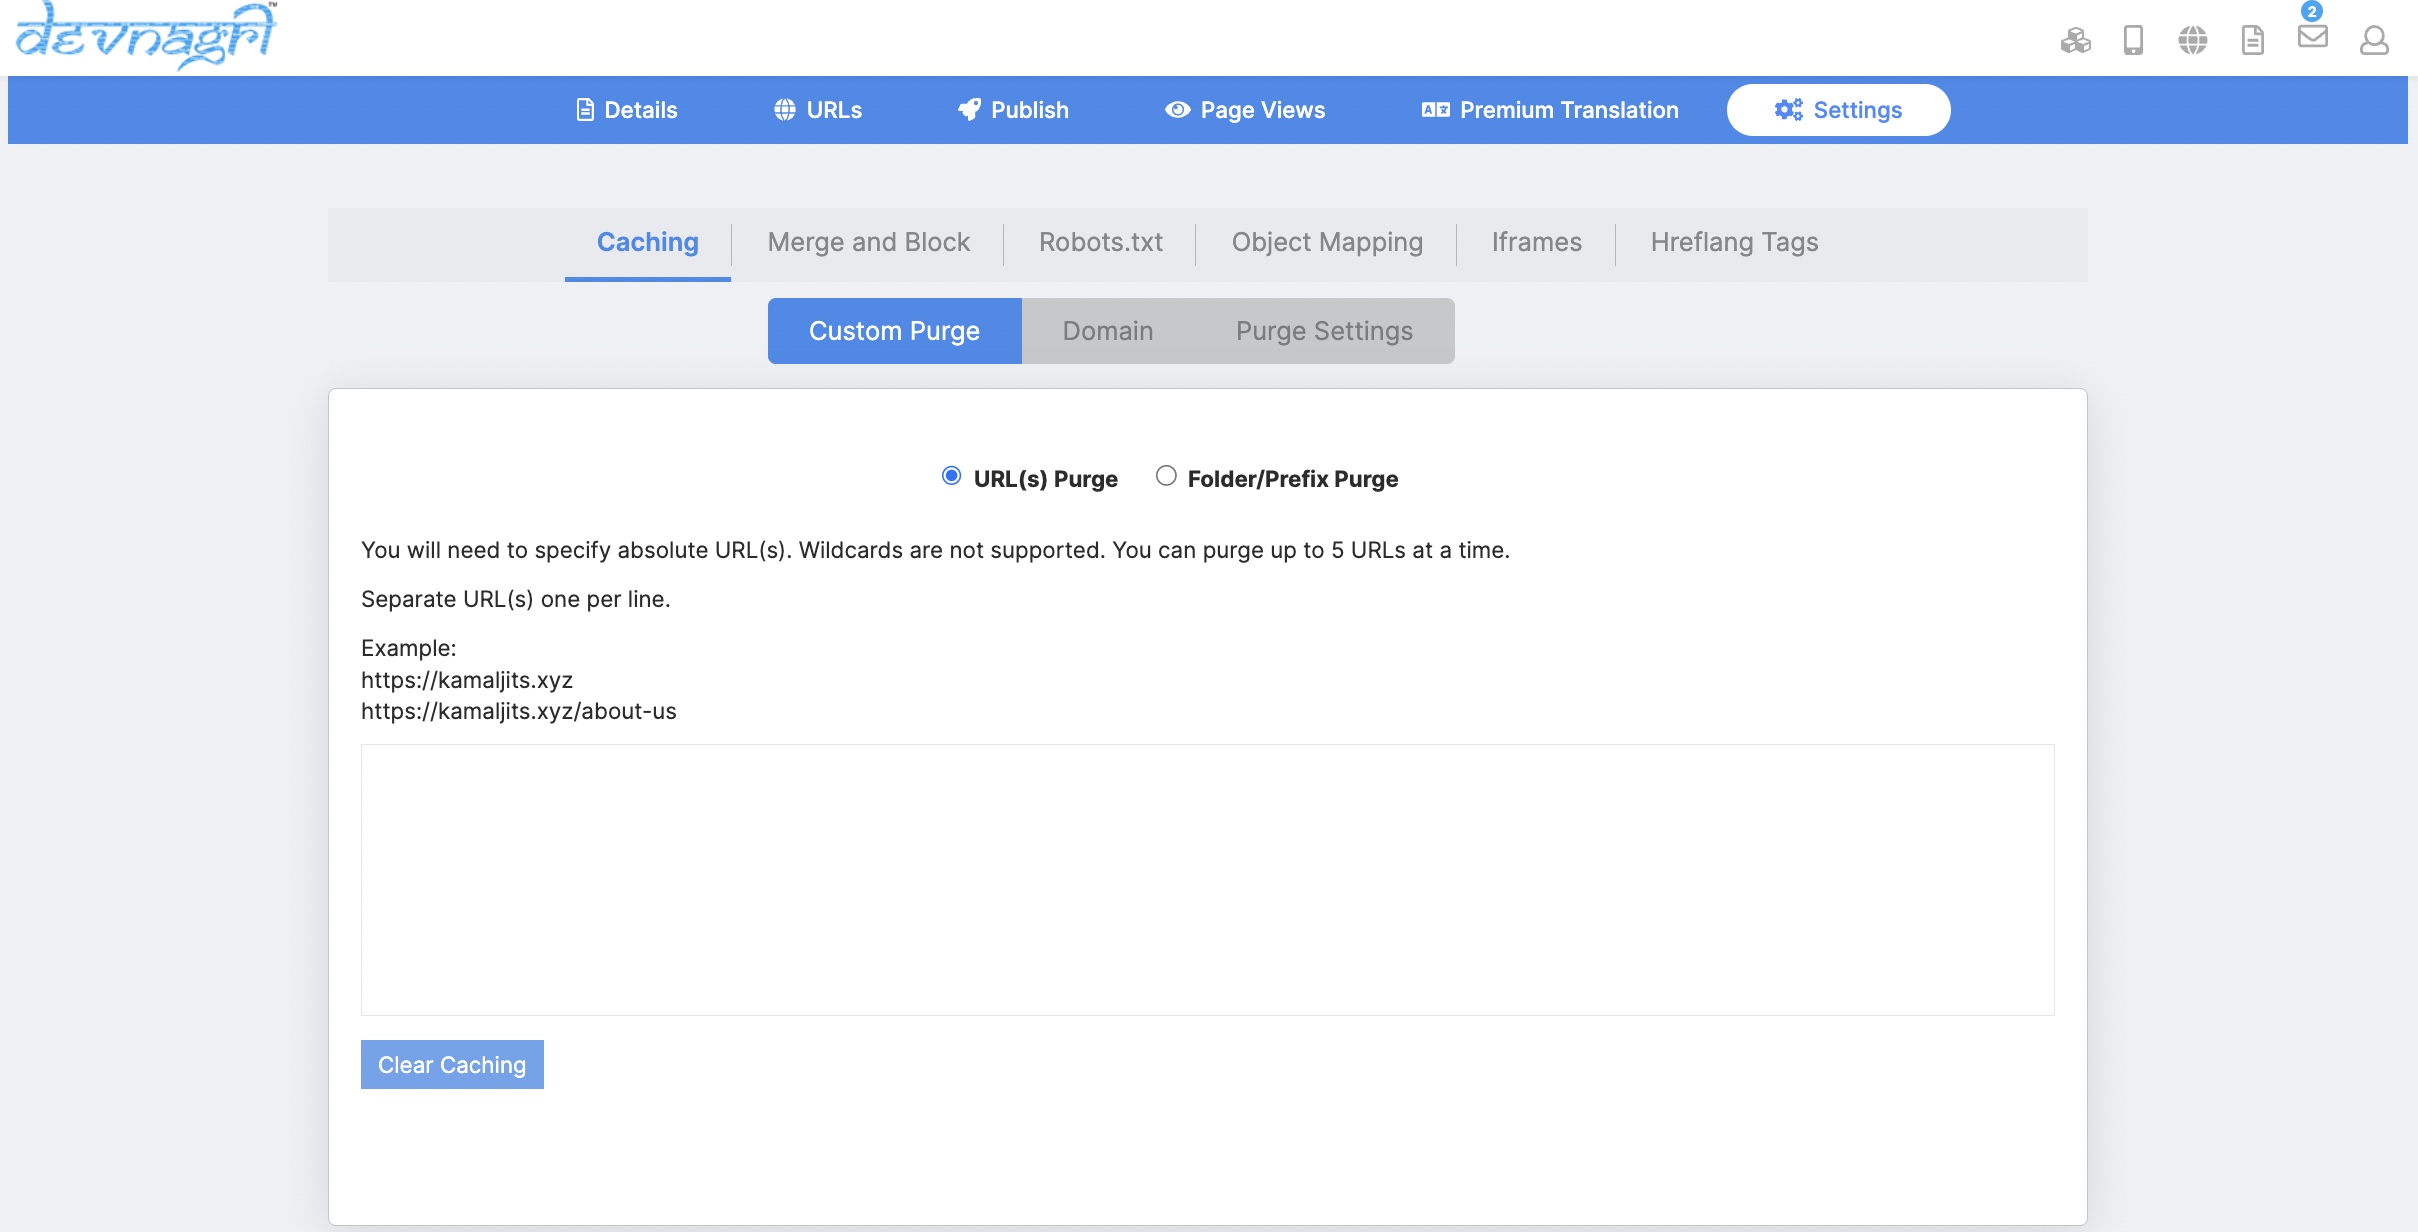 devnagri™
2
Details URLs Publish Page Views Premium Translation Settings
Caching Merge and Block Robots.txt Object Mapping Iframes Hreflang Tags
Custom Purge Domain Purge Settings
URL(s) Purge Folder/Prefix Purge
You will need to specify absolute URL(s). Wildcards are not supported. You can purge up to 5 URLs at a time.
Separate URL(s) one per line.
Example:
https://kamaljits.xyz
https://kamaljits.xyz/about-us
Clear Caching